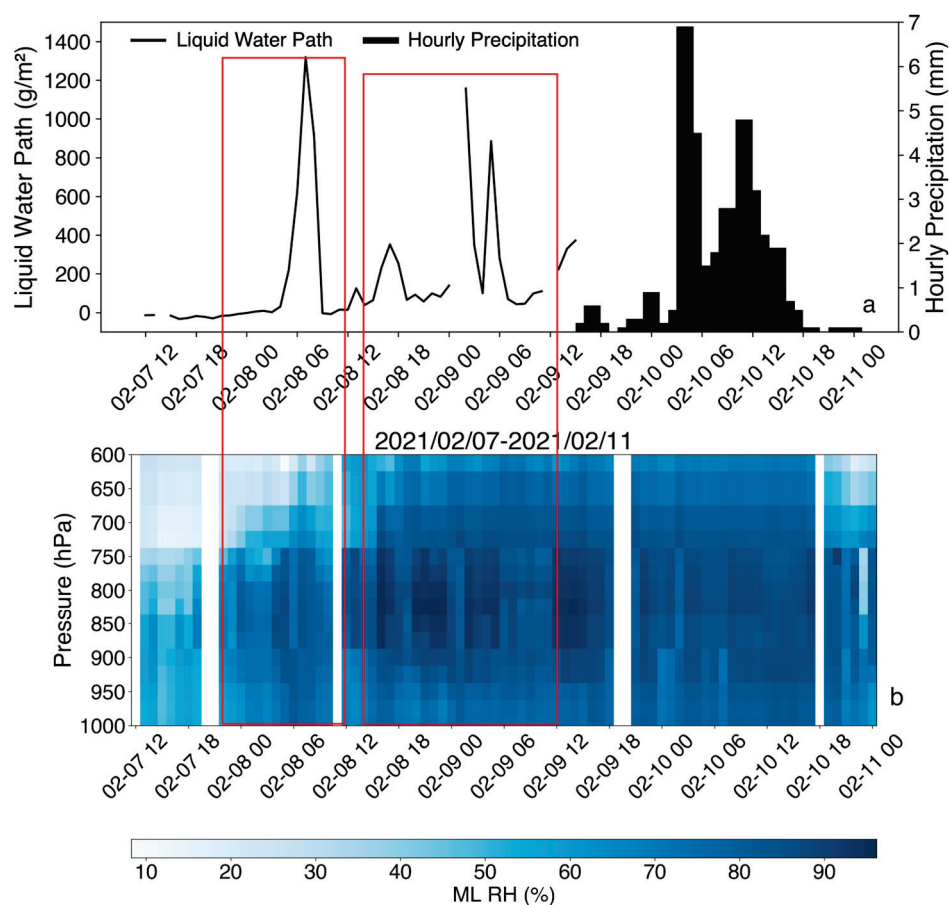 Liquid Water Path Hourly Precipitation
1400
1200
1000
800
600
400
200
0
Liquid Water Path (g/m²)
7
6
5
4
3
2
1
0
Hourly Precipitation (mm)
a
02-07 12 02-07 18 02-08 00 02-08 06 02-08 12 02-08 18 02-09 00 02-09 06 02-09 12 02-09 18 02-10 00 02-10 06 02-10 12 02-10 18 02-11 00
2021/02/07-2021/02/11
600
650
700
750
800
850
900
950
1000
Pressure (hPa)
b
02-07 12 02-07 18 02-08 00 02-08 06 02-08 12 02-08 18 02-09 00 02-09 06 02-09 12 02-09 18 02-10 00 02-10 06 02-10 12 02-10 18 02-11 00
10 20 30 40 50 60 70 80 90
ML RH (%)